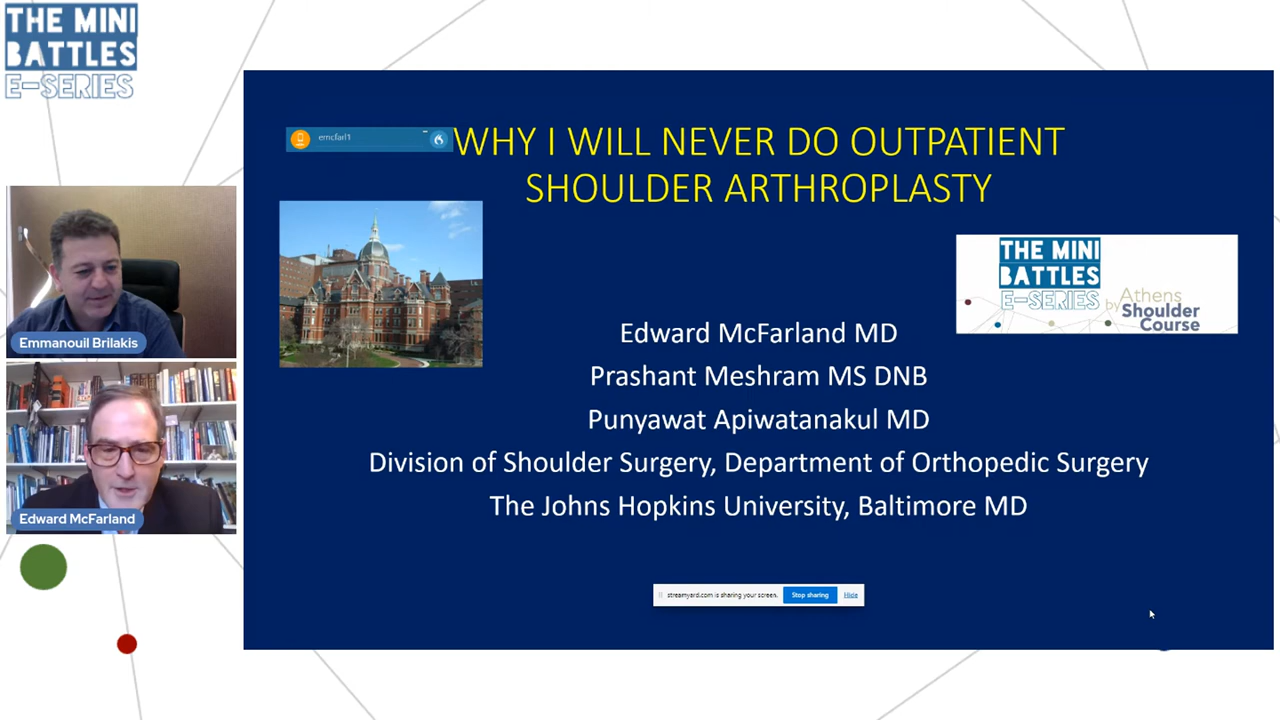 THE MINI
BATTLES
E-SERIES
emcfarl1
WHY I WILL NEVER DO OUTPATIENT
SHOULDER ARTHROPLASTY
THE MINI
BATTLES
E-SERIES
by Athens
Shoulder
Course
Emmanouil Brilakis
Edward McFarland MD
Prashant Meshram MS DNB
Punyawat Apiwatanakul MD
Division of Shoulder Surgery, Department of Orthopedic Surgery
The Johns Hopkins University, Baltimore MD
Edward McFarland
streamyard.com is sharing your screen. Stop sharing Hide